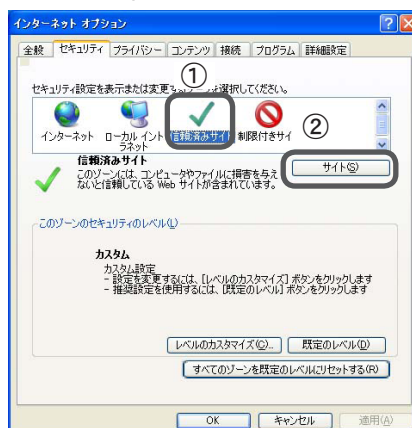 インターネット オプション
全般 セキュリティ プライバシー コンテンツ 接続 プログラム 詳細設定
①
セキュリティ設定を表示または変更するゾーンを選択してください。
インターネット ローカル イントラネット 信頼済みサイト 制限付きサイ
②
信頼済みサイト
サイト(S)
このゾーンには、コンピュータやファイルに損害を与え
ないと信頼している Web サイトが含まれています。
このゾーンのセキュリティのレベル(L)
カスタム
カスタム設定
- 設定を変更するには、[レベルのカスタマイズ] ボタンをクリックします
- 推奨設定を使用するには、[既定のレベル] ボタンをクリックします
レベルのカスタマイズ(C)... 既定のレベル(D)
すべてのゾーンを既定のレベルにリセットする(R)
OK キャンセル 適用(A)